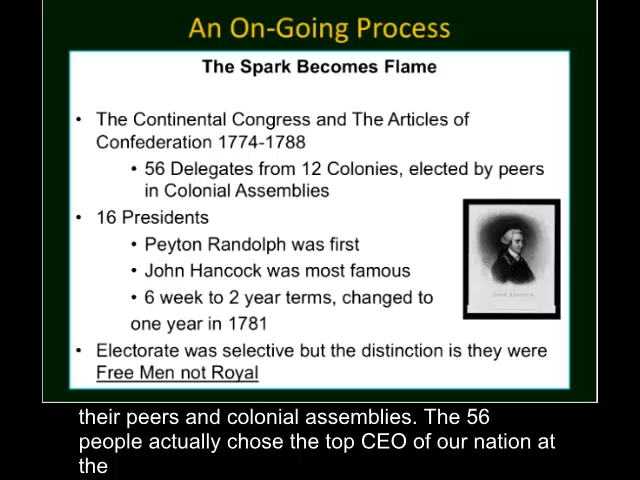 An On-Going Process
The Spark Becomes Flame
• The Continental Congress and The Articles of
Confederation 1774-1788
• 56 Delegates from 12 Colonies, elected by peers
in Colonial Assemblies
• 16 Presidents
• Peyton Randolph was first
• John Hancock was most famous
• 6 week to 2 year terms, changed to
one year in 1781
• Electorate was selective but the distinction is they were
Free Men not Royal
their peers and colonial assemblies. The 56
people actually chose the top CEO of our nation at
the